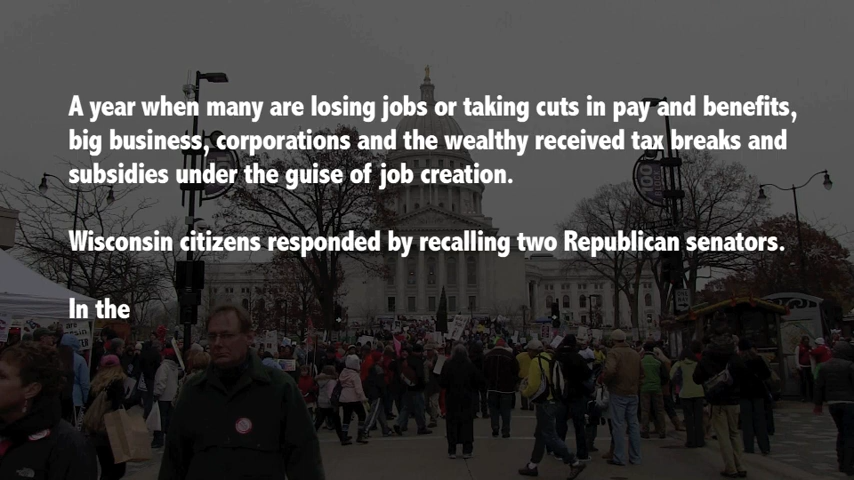 A year when many are losing jobs or taking cuts in pay and benefits,
big business, corporations and the wealthy received tax breaks and
subsidies under the guise of job creation.
Wisconsin citizens responded by recalling two Republican senators.
In the